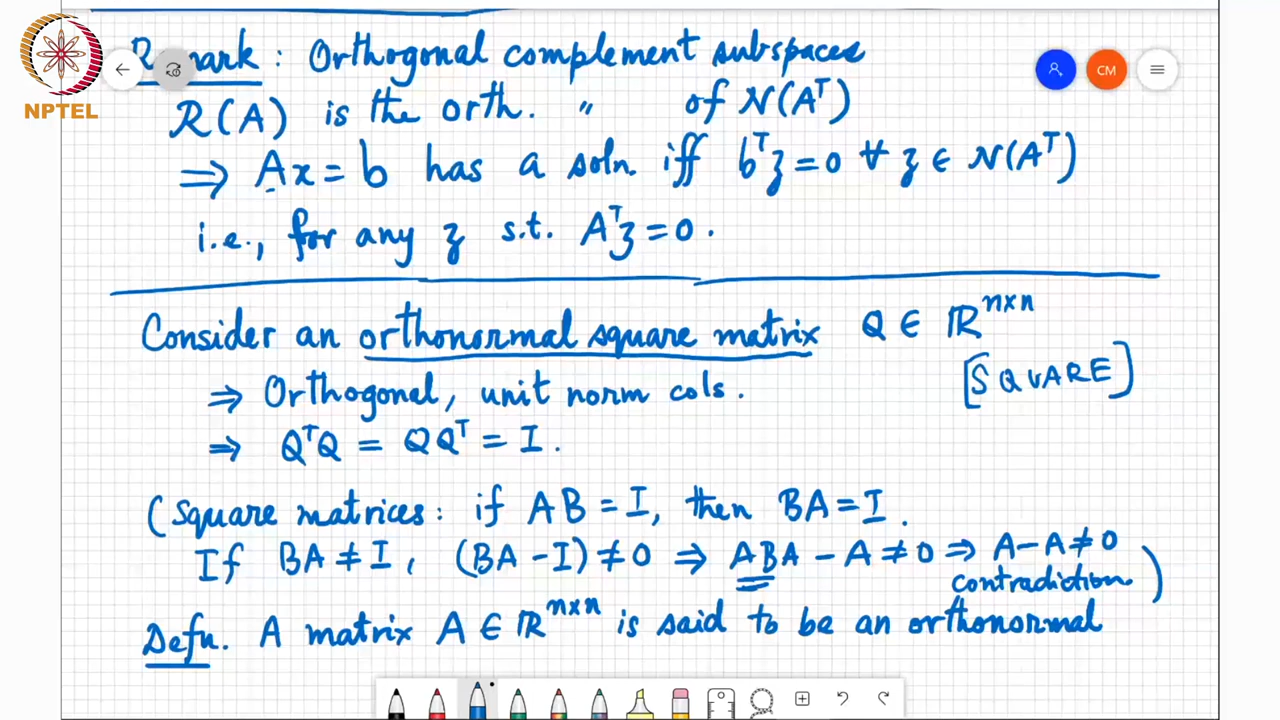 Remark : Orthogonal complement subspaces
R(A) is the orth. " of N(Aᵀ)
⇒ Ax = b has a soln. iff bᵀz = 0 ∀ z ∈ N(Aᵀ)
i.e., for any z s.t. Aᵀz = 0.
Consider an orthonormal square matrix Q ∈ ℝⁿˣⁿ
[SQUARE]
⇒ Orthogonal, unit norm cols.
⇒ QᵀQ = QQᵀ = I.
(Square matrices: if AB = I, then BA = I.
If BA ≠ I, (BA - I) ≠ 0 ⇒ ABA - A ≠ 0 ⇒ A - A ≠ 0
contradiction)
Defn. A matrix A ∈ ℝⁿˣⁿ is said to be an orthonormal
NPTEL
CM